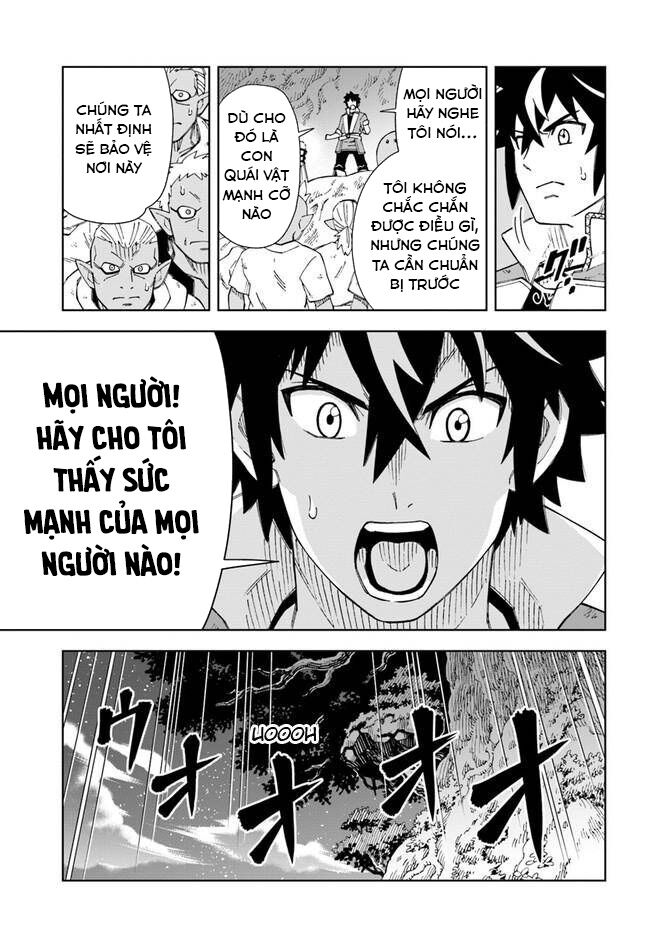 MỌI NGƯỜI
HÃY NGHE
TÔI NÓI...
TÔI KHÔNG
CHẮC CHẮN
ĐƯỢC ĐIỀU GÌ,
NHƯNG CHÚNG
TA CẦN CHUẨN
BỊ TRƯỚC
DÙ CHO
ĐÓ LÀ
CON
QUÁI VẬT
MẠNH CỠ
NÀO
CHÚNG TA
NHẤT ĐỊNH
SẼ BẢO VỆ
NƠI NÀY
MỌI NGƯỜI!
HÃY CHO TÔI
THẤY SỨC
MẠNH CỦA MỌI
NGƯỜI NÀO!
ウオオオ
UOOOH